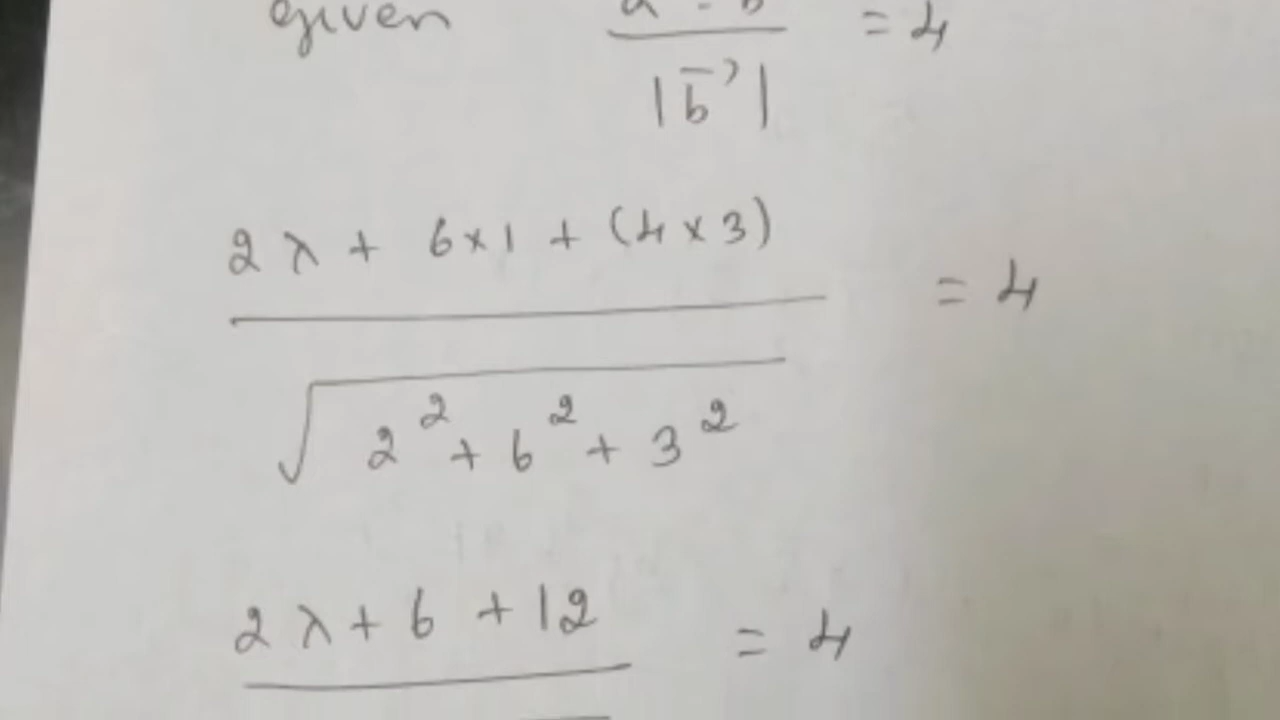 given a⃗ · b⃗ / |b⃗| = 4
2λ + 6×1 + (4×3) / √(2² + 6² + 3²) = 4
2λ + 6 + 12 = 4